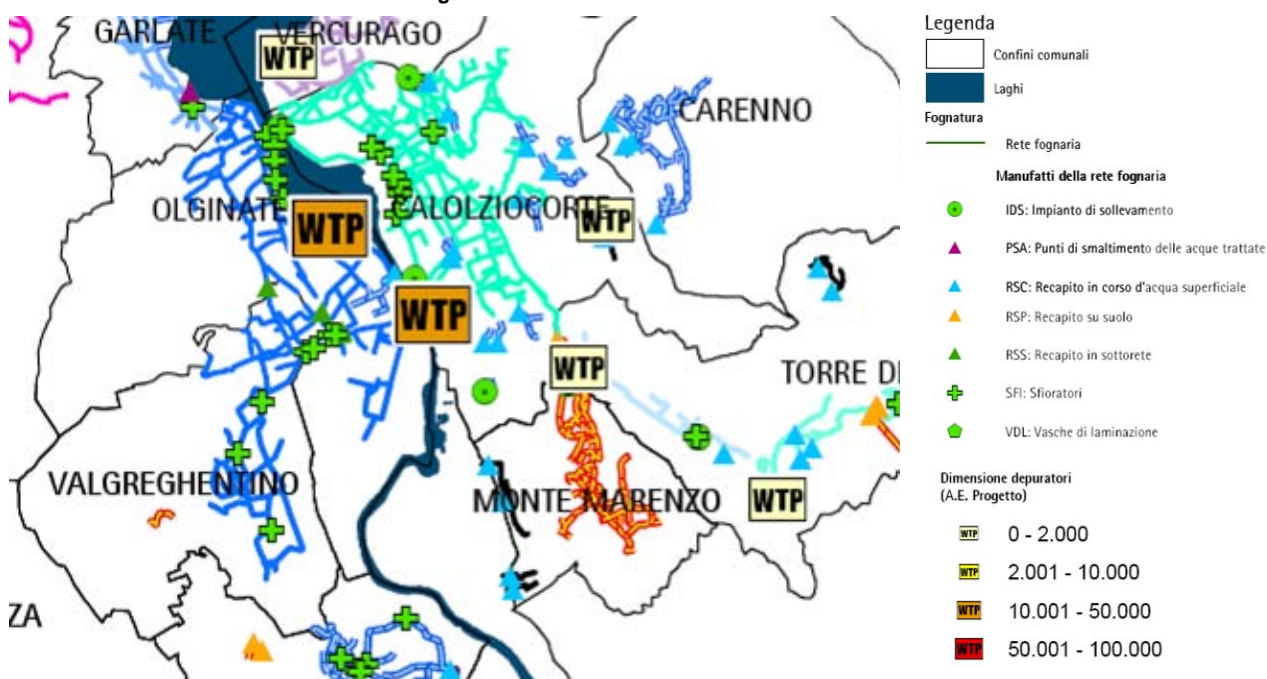 GARLATE
VERCURAGO
WTP
CARENNO
OLGINATE
CALOLZIOCORTE
WTP
WTP
WTP
WTP
TORRE DE
VALGREGHENTINO
MONTE MARENZO
WTP
ZA
Legenda
Confini comunali
Laghi
Fognatura
Rete fognaria
Manufatti della rete fognaria
IDS: Impianto di sollevamento
PSA: Punti di smaltimento delle acque trattate
RSC: Recapito in corso d'acqua superficiale
RSP: Recapito su suolo
RSS: Recapito in sottorete
SFI: Sfioratori
VDL: Vasche di laminazione
Dimensione depuratori
(A.E. Progetto)
WTP 0 - 2.000
WTP 2.001 - 10.000
WTP 10.001 - 50.000
WTP 50.001 - 100.000